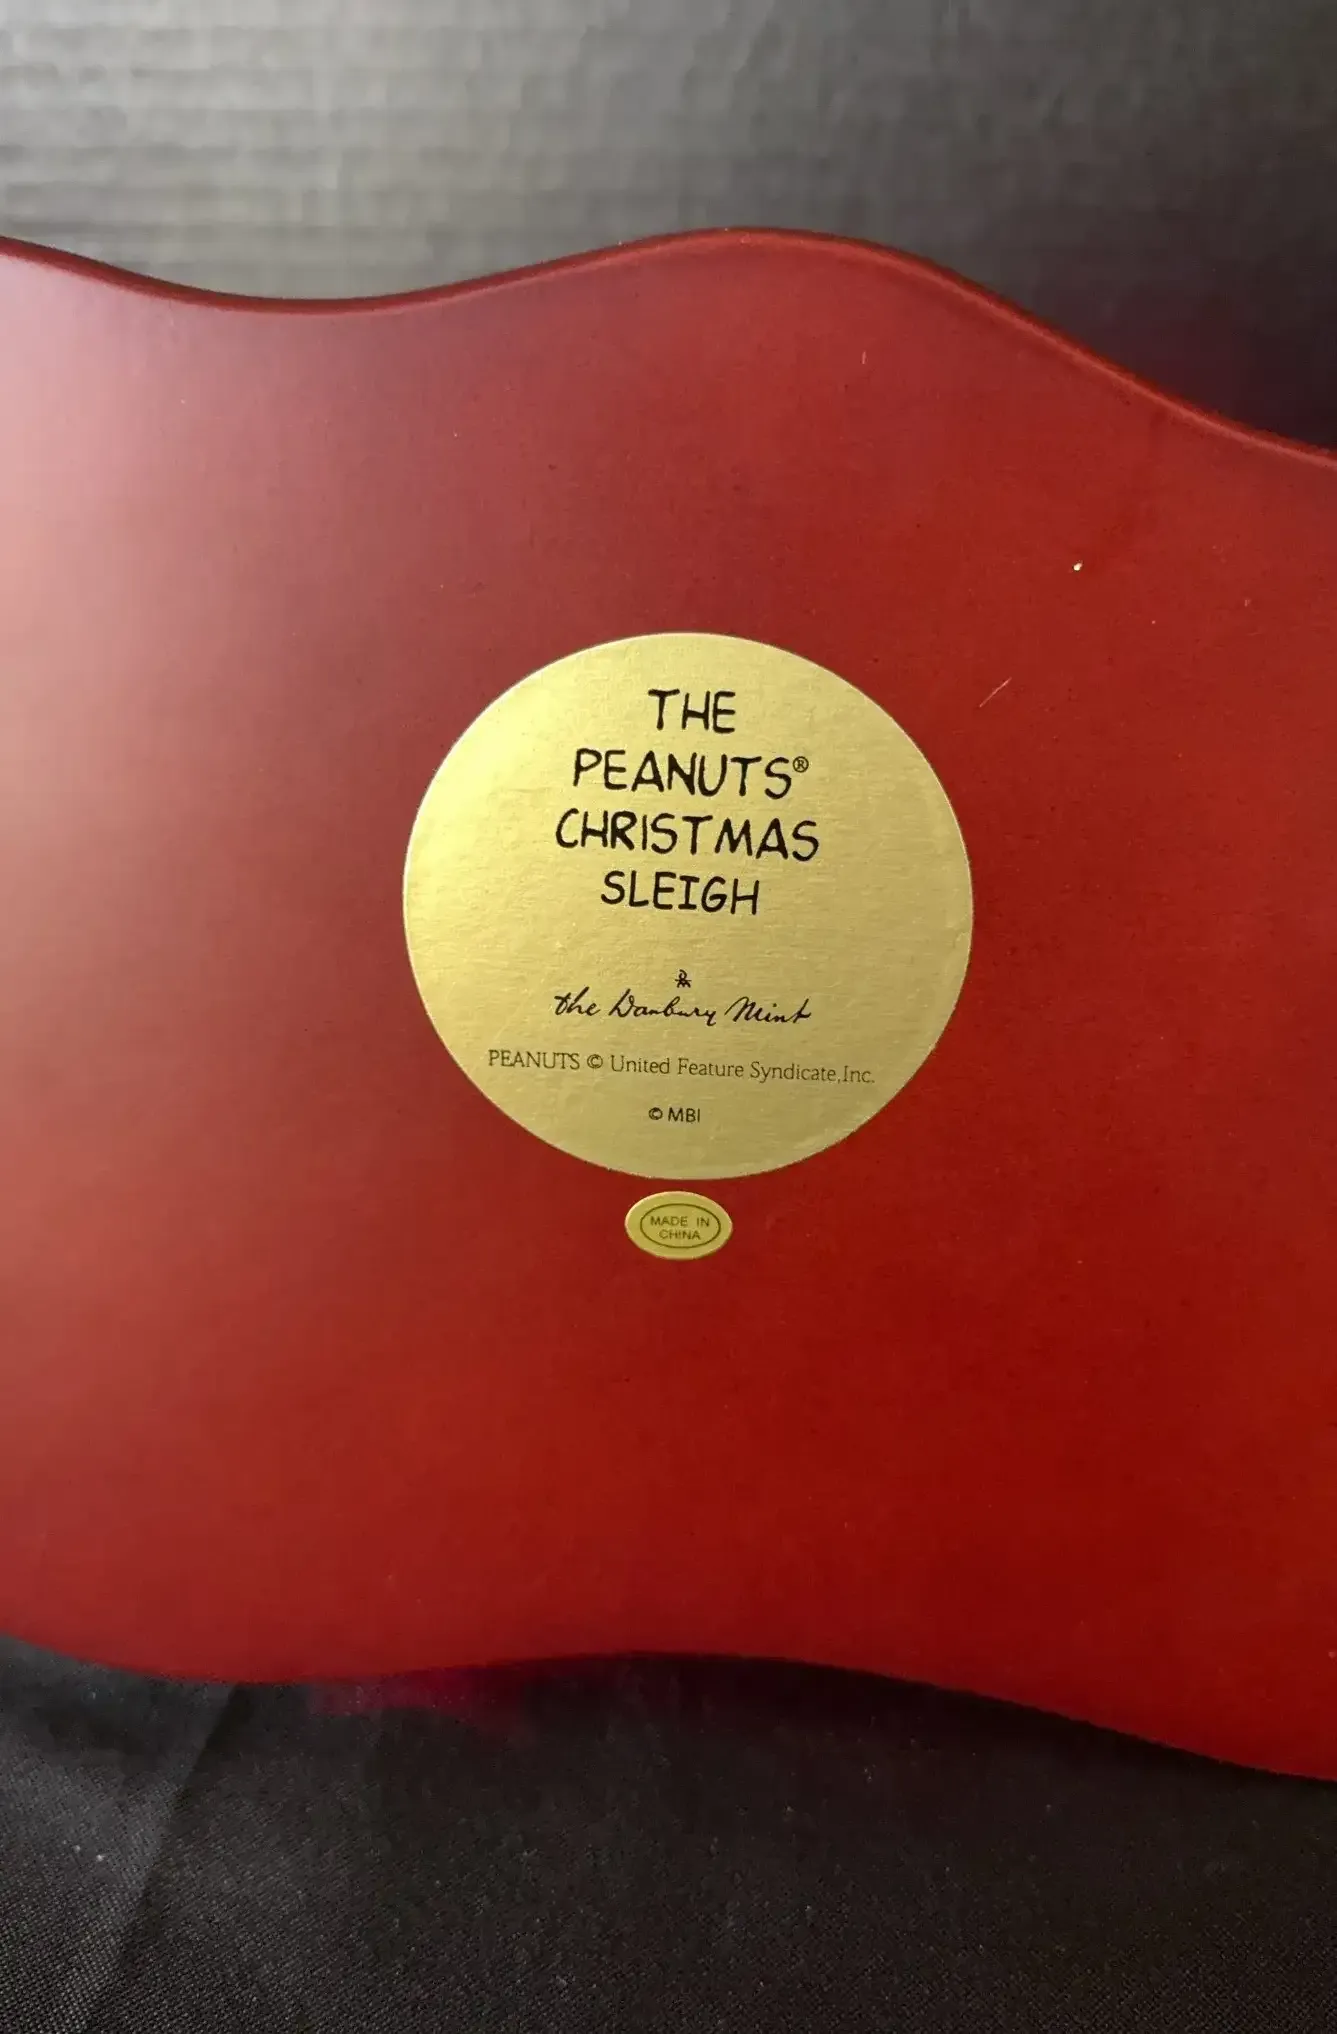 THE
PEANUTS®
CHRISTMAS
SLEIGH
the Danbury Mint
PEANUTS © United Feature Syndicate, Inc.
© MBI
MADE IN
CHINA